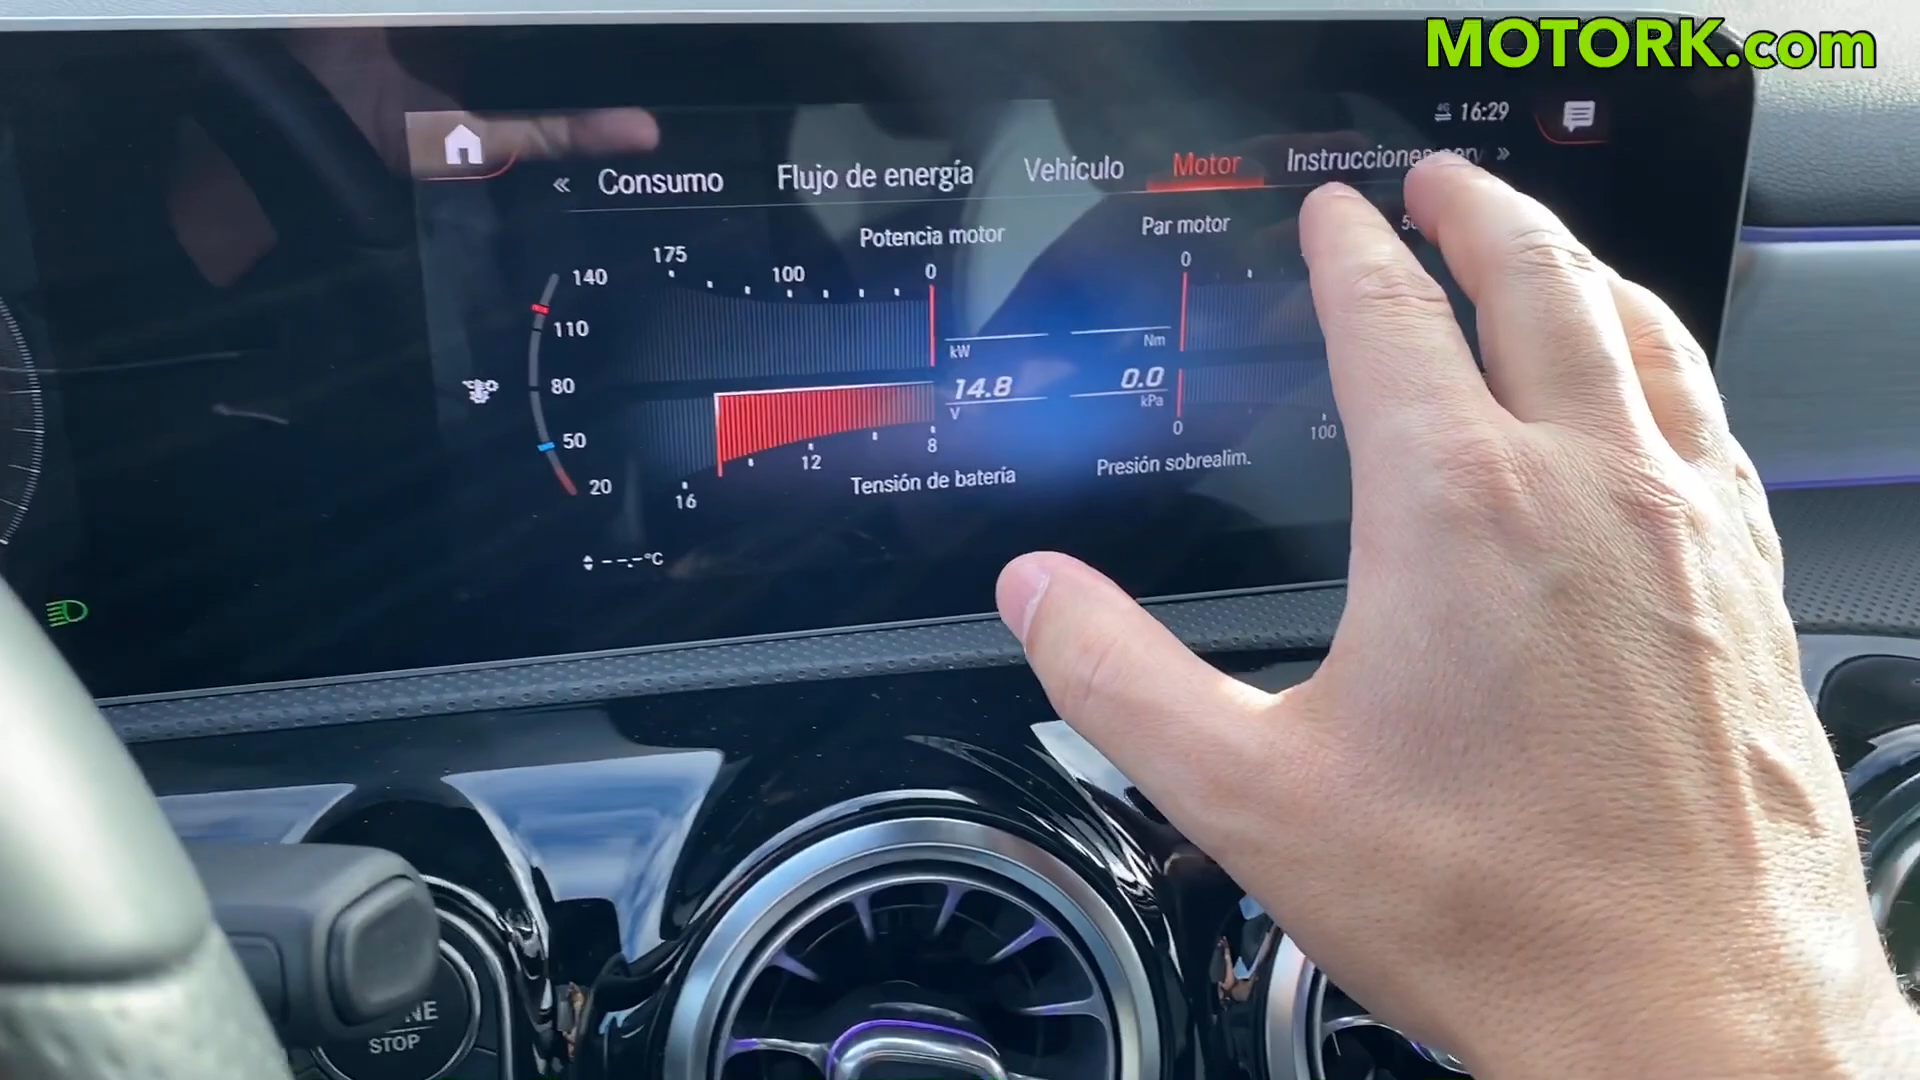 MOTORK.com
4G 16:29
« Consumo Flujo de energía Vehículo Motor Instrucciones »
Potencia motor Par motor
175 100 0 0
140
110
80
50
20
kW Nm
14.8 0.0
V kPa
16 12 8 0 100
Tensión de batería Presión sobrealim.
--.-°C
STOP